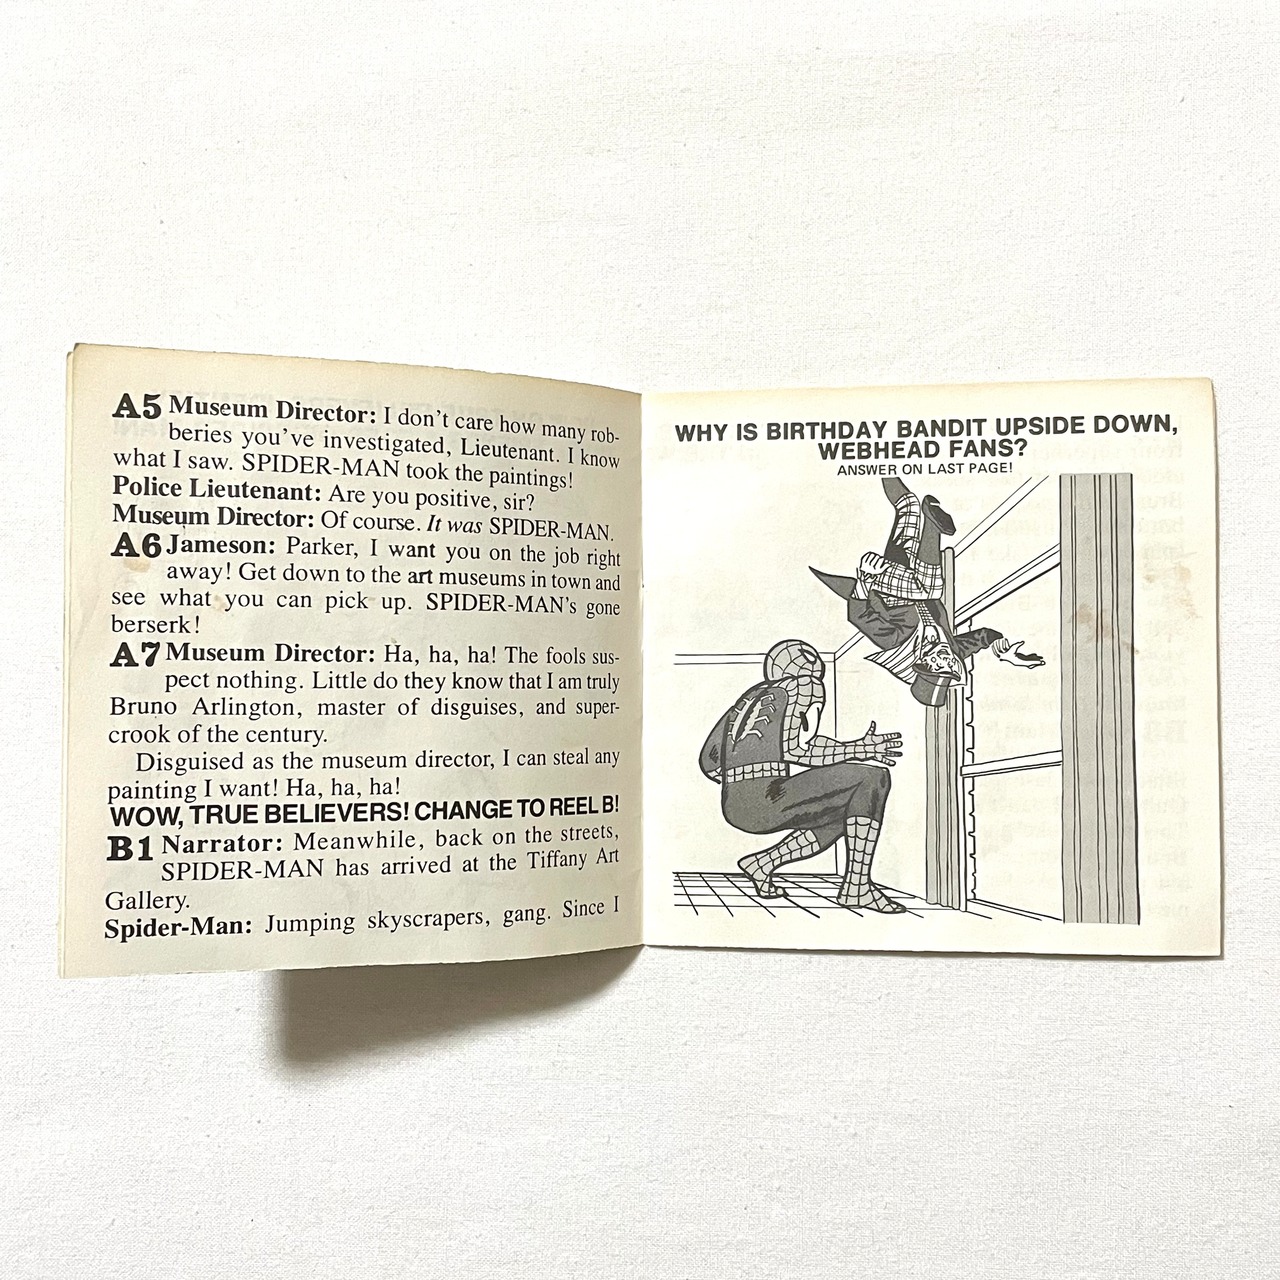 A5 Museum Director: I don't care how many rob-
beries you've investigated, Lieutenant. I know
what I saw. SPIDER-MAN took the paintings!
Police Lieutenant: Are you positive, sir?
Museum Director: Of course. It was SPIDER-MAN.
A6 Jameson: Parker, I want you on the job right
away! Get down to the art museums in town and
see what you can pick up. SPIDER-MAN's gone
berserk!
A7 Museum Director: Ha, ha, ha! The fools sus-
pect nothing. Little do they know that I am truly
Bruno Arlington, master of disguises, and super-
crook of the century.
Disguised as the museum director, I can steal any
painting I want! Ha, ha, ha!
WOW, TRUE BELIEVERS! CHANGE TO REEL B!
B1 Narrator: Meanwhile, back on the streets,
SPIDER-MAN has arrived at the Tiffany Art
Gallery.
Spider-Man: Jumping skyscrapers, gang. Since I
WHY IS BIRTHDAY BANDIT UPSIDE DOWN,
WEBHEAD FANS?
ANSWER ON LAST PAGE!